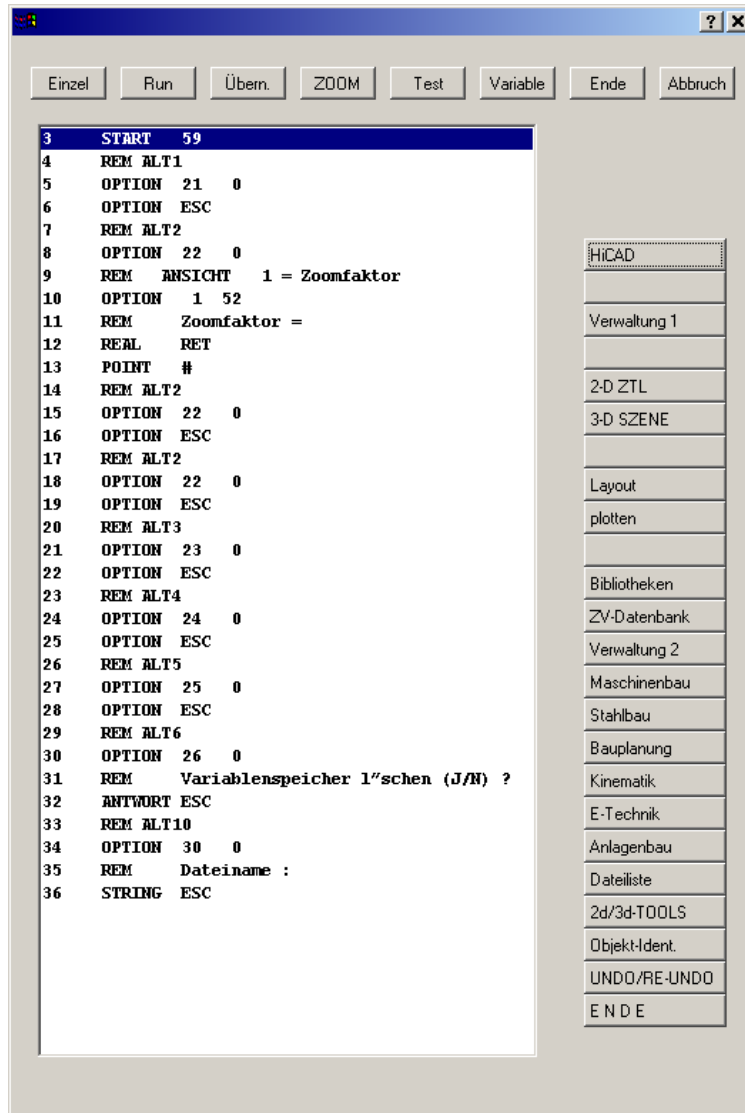 ? X
Einzel Run Übern. ZOOM Test Variable Ende Abbruch
3 START 59
4 REM ALT1
5 OPTION 21 0
6 OPTION ESC
7 REM ALT2
8 OPTION 22 0
9 REM ANSICHT 1 = Zoomfaktor
10 OPTION 1 52
11 REM Zoomfaktor =
12 REAL RET
13 POINT #
14 REM ALT2
15 OPTION 22 0
16 OPTION ESC
17 REM ALT2
18 OPTION 22 0
19 OPTION ESC
20 REM ALT3
21 OPTION 23 0
22 OPTION ESC
23 REM ALT4
24 OPTION 24 0
25 OPTION ESC
26 REM ALT5
27 OPTION 25 0
28 OPTION ESC
29 REM ALT6
30 OPTION 26 0
31 REM Variablenspeicher l”schen (J/N) ?
32 ANTWORT ESC
33 REM ALT10
34 OPTION 30 0
35 REM Dateiname :
36 STRING ESC
HiCAD
Verwaltung 1
2-D ZTL
3-D SZENE
Layout
plotten
Bibliotheken
ZV-Datenbank
Verwaltung 2
Maschinenbau
Stahlbau
Bauplanung
Kinematik
E-Technik
Anlagenbau
Dateiliste
2d/3d-TOOLS
Objekt-Ident.
UNDO/RE-UNDO
E N D E